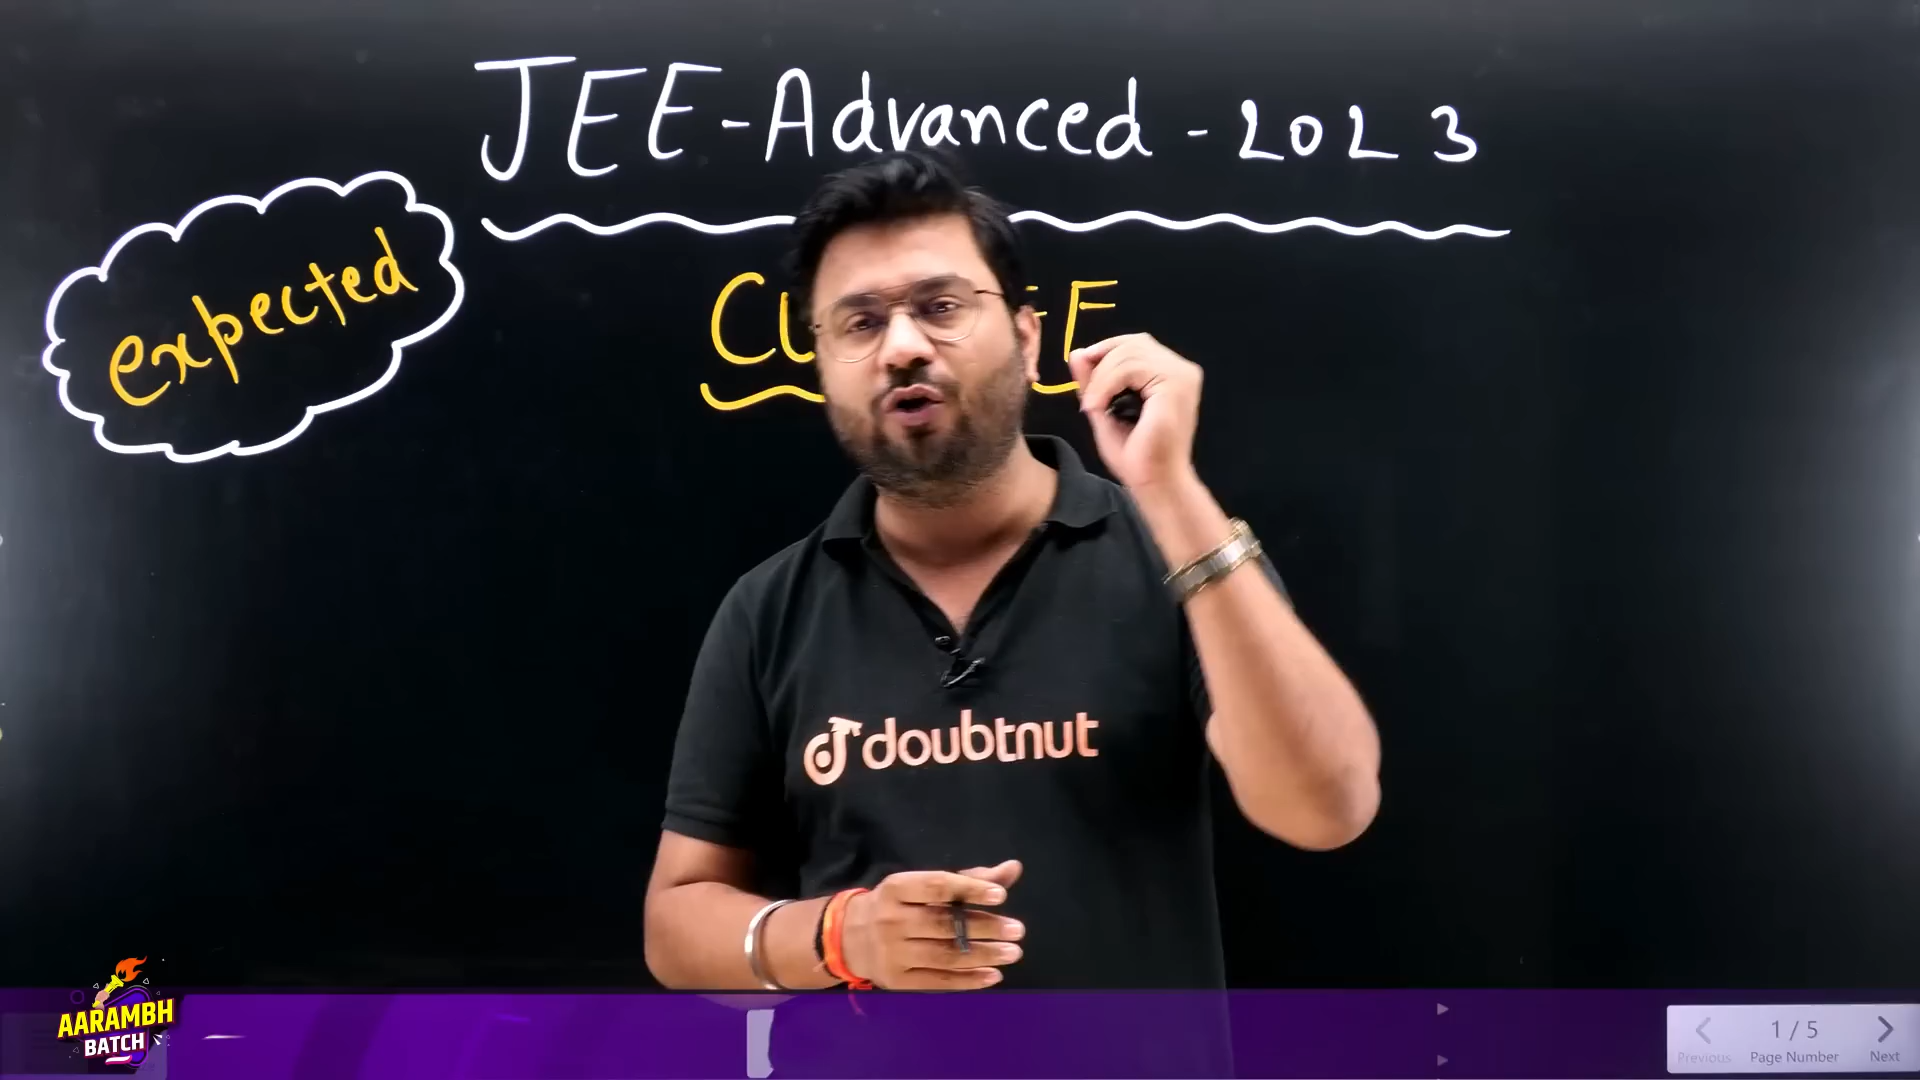 JEE-Advanced-2023
expected
doubtnut
AARAMBH
BATCH
1 / 5
Previous Page Number Next